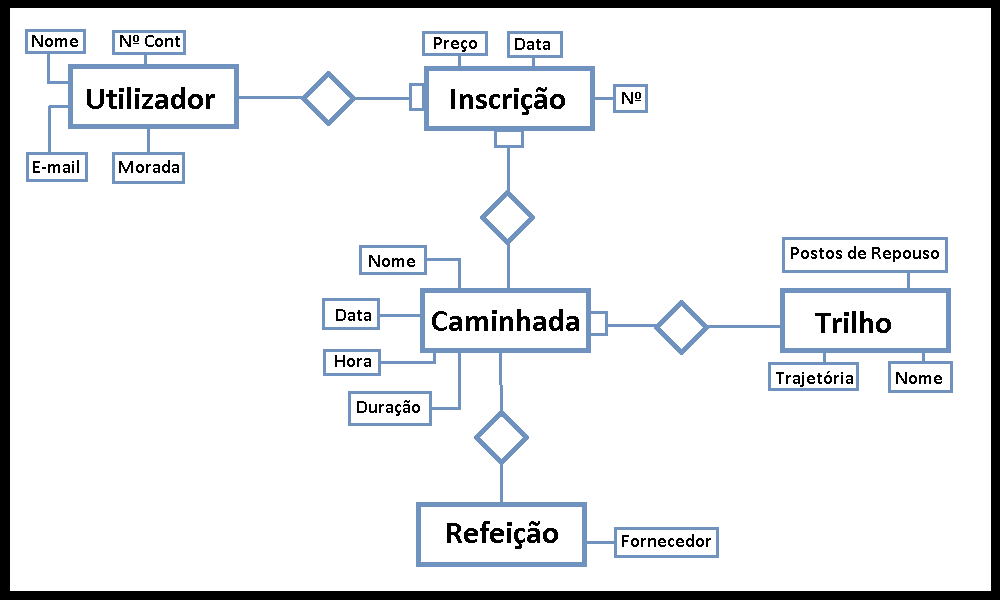 Nome
Nº Cont
Preço
Data
Utilizador
Inscrição
Nº
E-mail
Morada
Postos de Repouso
Nome
Data
Caminhada
Trilho
Hora
Trajetória
Nome
Duração
Refeição
Fornecedor